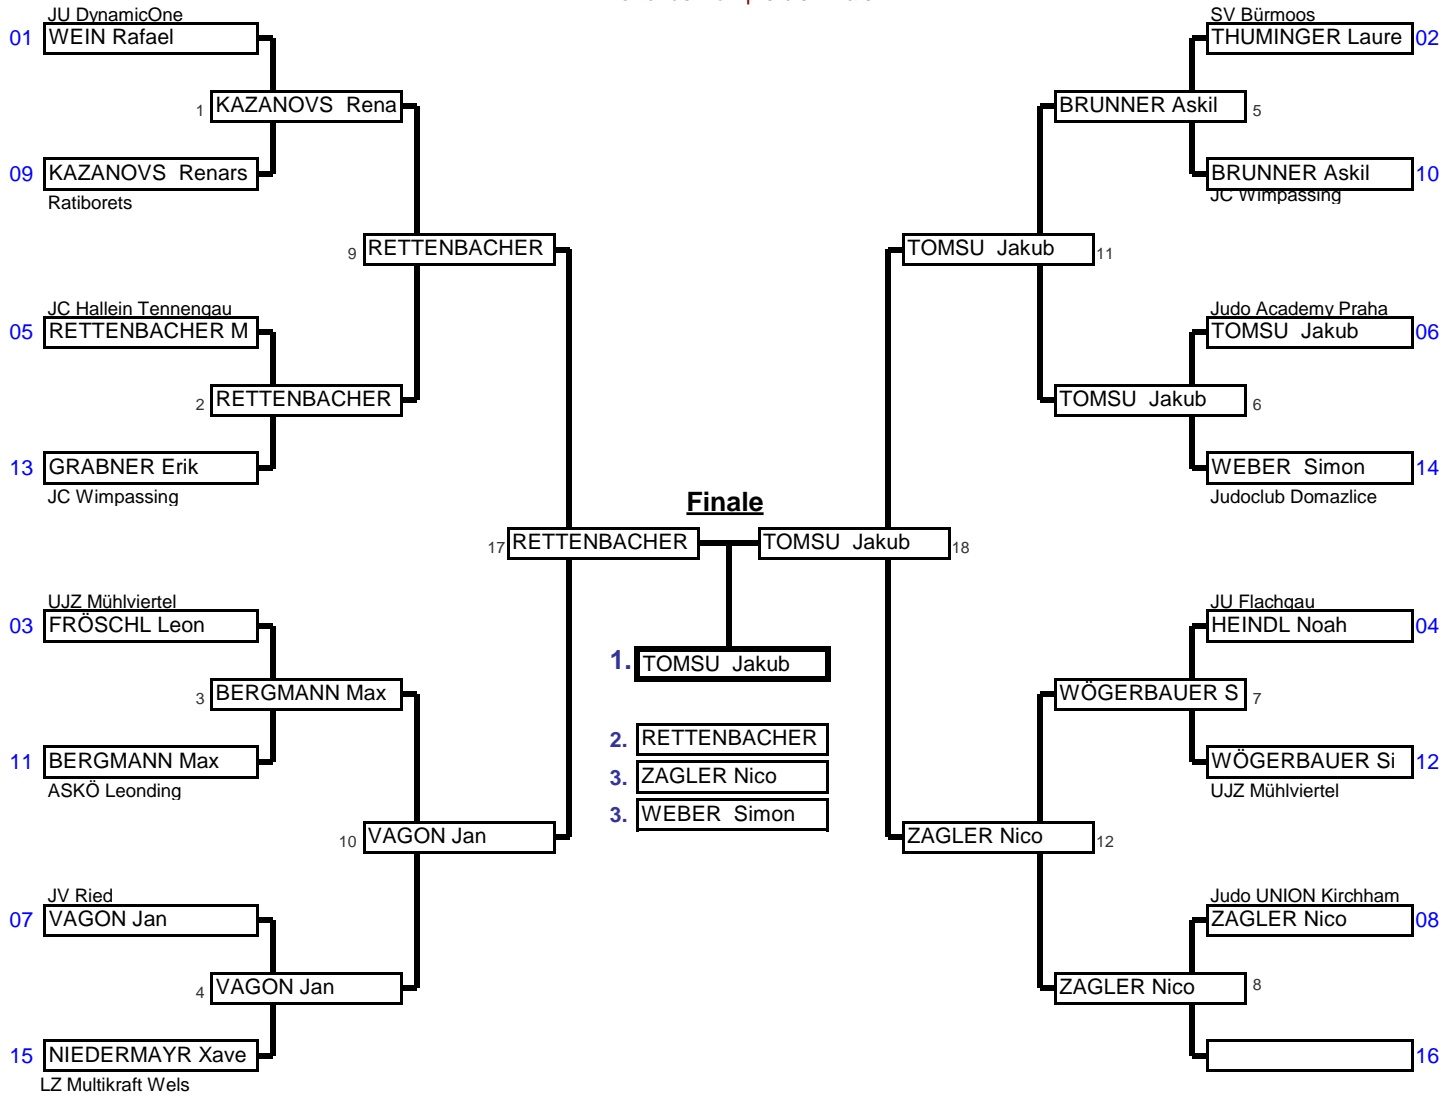 JU DynamicOne
01 WEIN Rafael
1 KAZANOVS Rena
09 KAZANOVS Renars
Ratiborets
9 RETTENBACHER
JC Hallein Tennengau
05 RETTENBACHER M
2 RETTENBACHER
13 GRABNER Erik
JC Wimpassing
17 RETTENBACHER
UJZ Mühlviertel
03 FRÖSCHL Leon
3 BERGMANN Max
11 BERGMANN Max
ASKÖ Leonding
10 VAGON Jan
JV Ried
07 VAGON Jan
4 VAGON Jan
15 NIEDERMAYR Xave
LZ Multikraft Wels
Finale
1. TOMSU Jakub
2. RETTENBACHER
3. ZAGLER Nico
3. WEBER Simon
SV Bürmoos
THUMINGER Laure 02
BRUNNER Askil 5
BRUNNER Askil 10
JC Wimpassing
TOMSU Jakub 11
Judo Academy Praha
TOMSU Jakub 06
TOMSU Jakub 6
WEBER Simon 14
Judoclub Domazlice
TOMSU Jakub 18
JU Flachgau
HEINDL Noah 04
WÖGERBAUER S 7
WÖGERBAUER Si 12
UJZ Mühlviertel
ZAGLER Nico 12
Judo UNION Kirchham
ZAGLER Nico 08
ZAGLER Nico 8
16